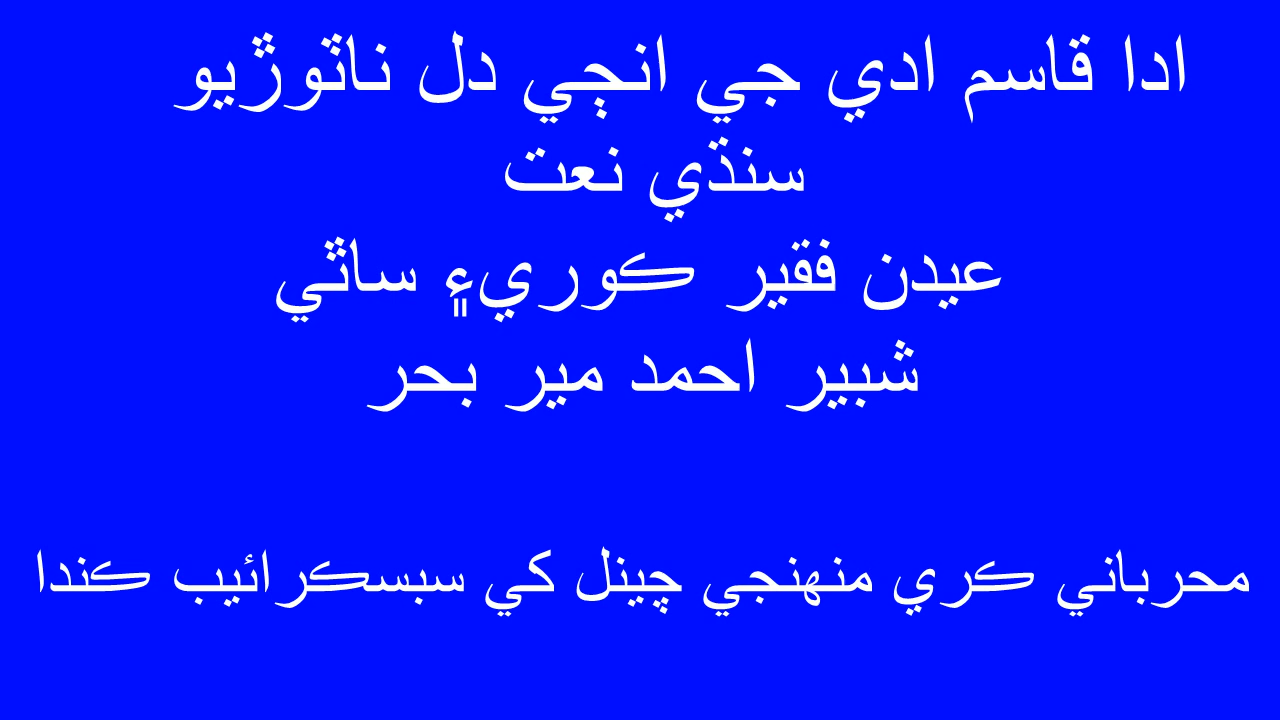 ادا قاسم ادي جي انڃي دل ناٿوڙيو
سنڌي نعت
عيدن فقير ڪوريءِ ساٿي
شبير احمد مير بحر
محرباني ڪري منهنجي چينل کي سبسڪرائيب ڪندا